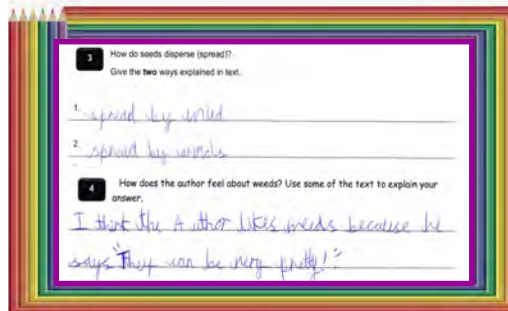 3 How do seeds disperse (spread)?
Give the two ways explained in text.
1. spread by wind
2. spread by
4 How does the author feel about weeds? Use some of the text to explain your
answer.
I think the Author likes weeds because he
says "They can be very pretty!"